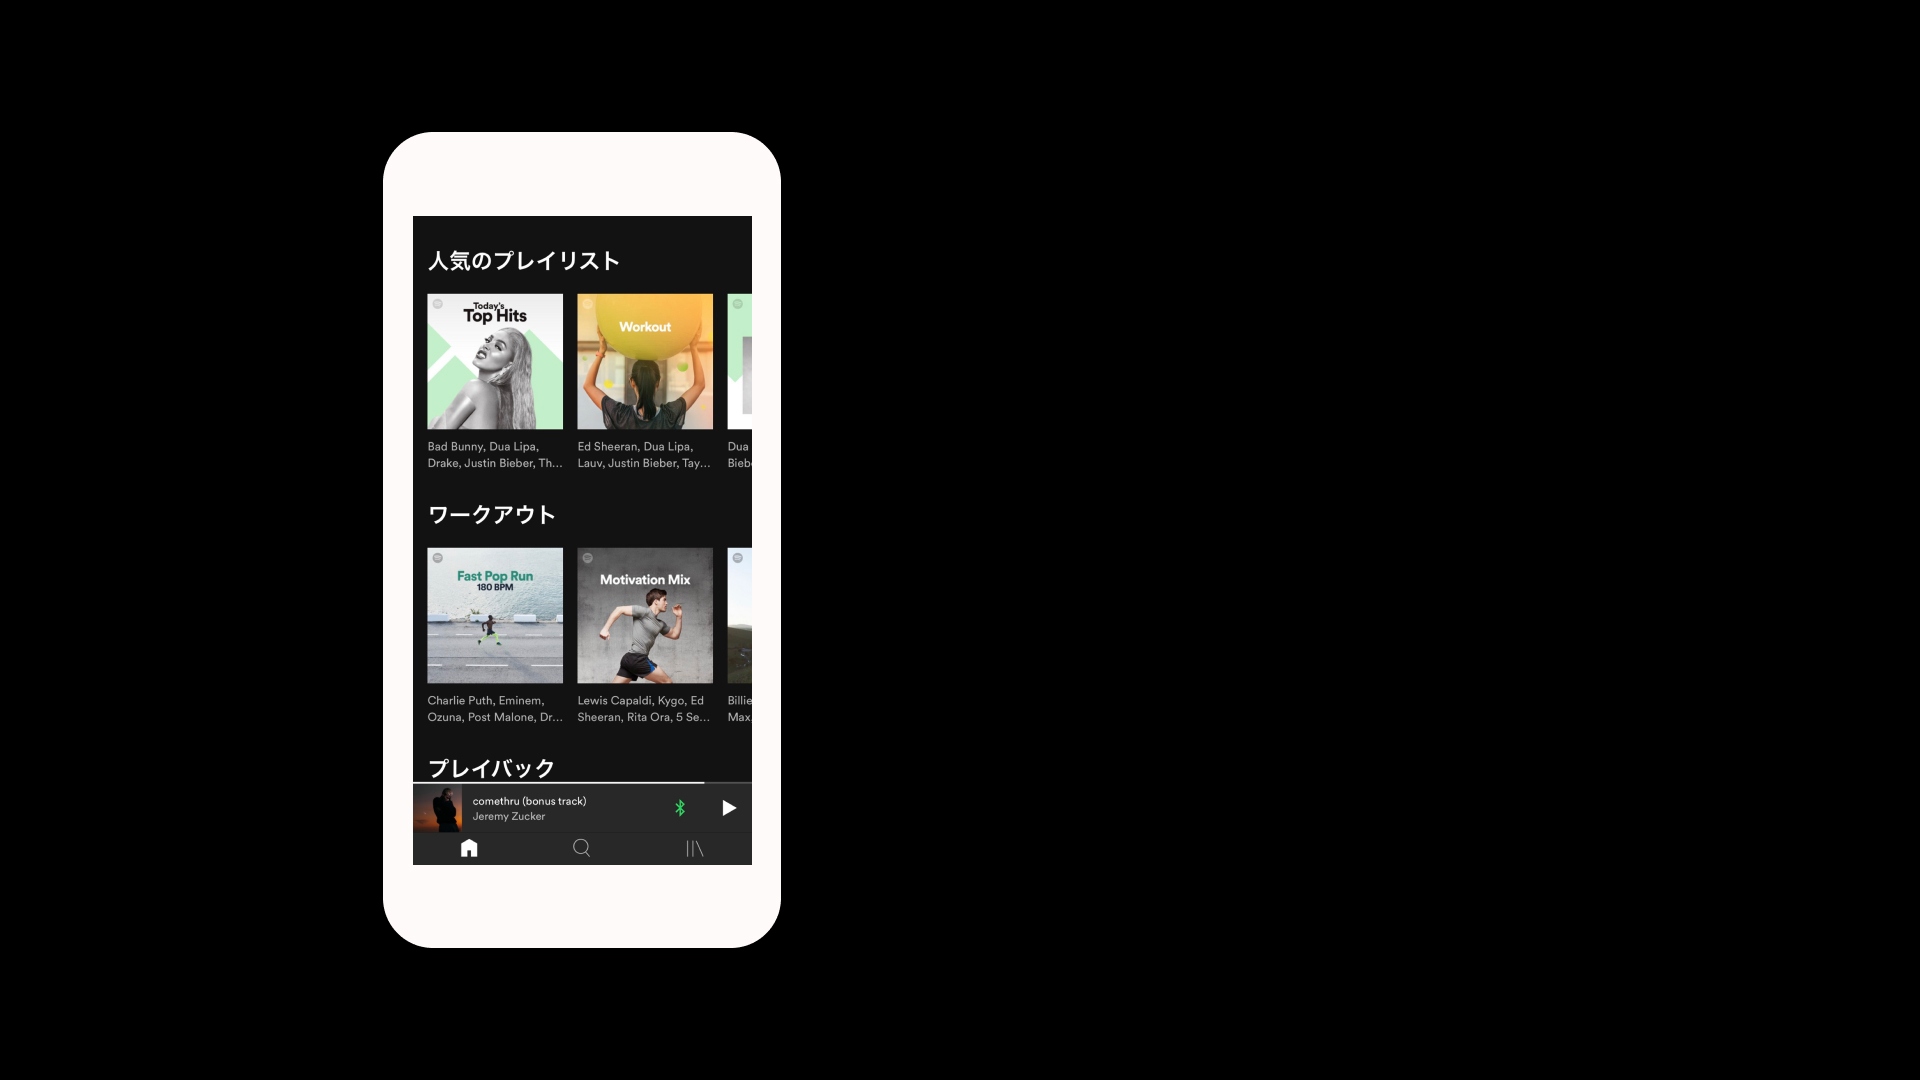 人気のプレイリスト
Today's
Top Hits
Workout
Bad Bunny, Dua Lipa,
Drake, Justin Bieber, Th...
Ed Sheeran, Dua Lipa,
Lauv, Justin Bieber, Tay...
Dua
Bieb
ワークアウト
Fast Pop Run
180 BPM
Motivation Mix
Charlie Puth, Eminem,
Ozuna, Post Malone, Dr...
Lewis Capaldi, Kygo, Ed
Sheeran, Rita Ora, 5 Se...
Billie
Max
プレイバック
comethru (bonus track)
Jeremy Zucker